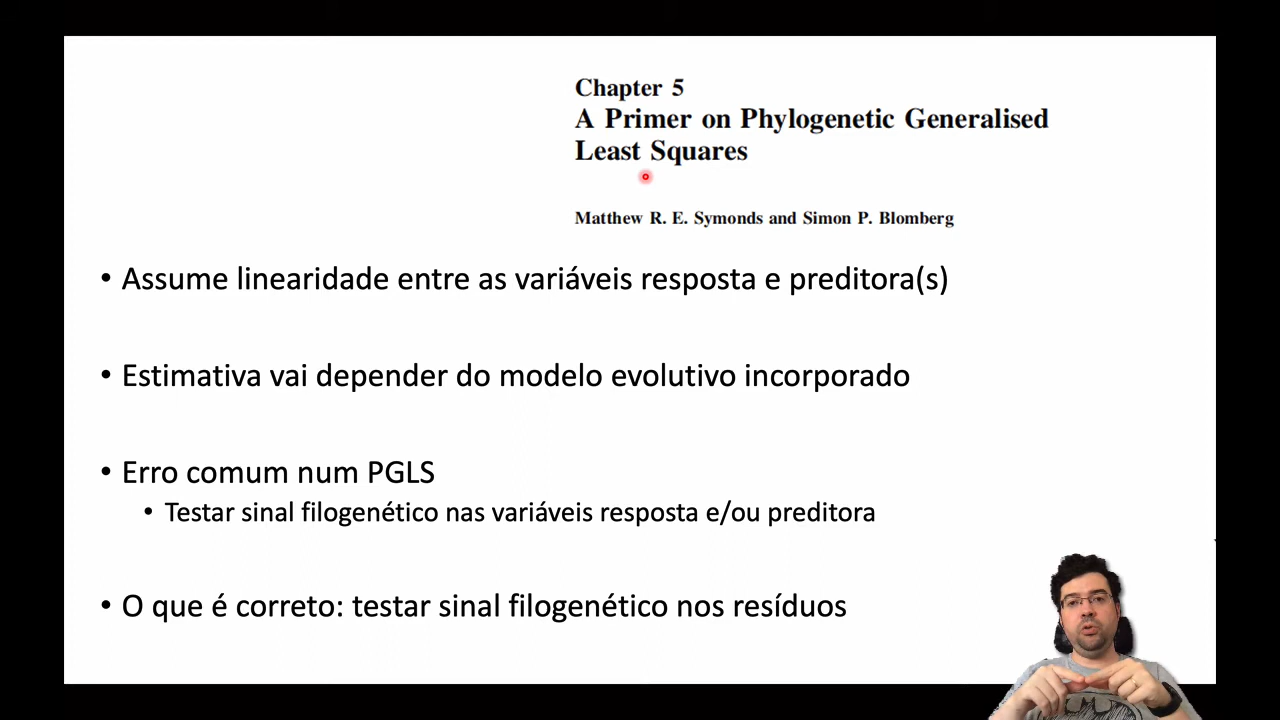 Chapter 5
A Primer on Phylogenetic Generalised
Least Squares
Matthew R. E. Symonds and Simon P. Blomberg
• Assume linearidade entre as variáveis resposta e preditora(s)
• Estimativa vai depender do modelo evolutivo incorporado
• Erro comum num PGLS
• Testar sinal filogenético nas variáveis resposta e/ou preditora
• O que é correto: testar sinal filogenético nos resíduos